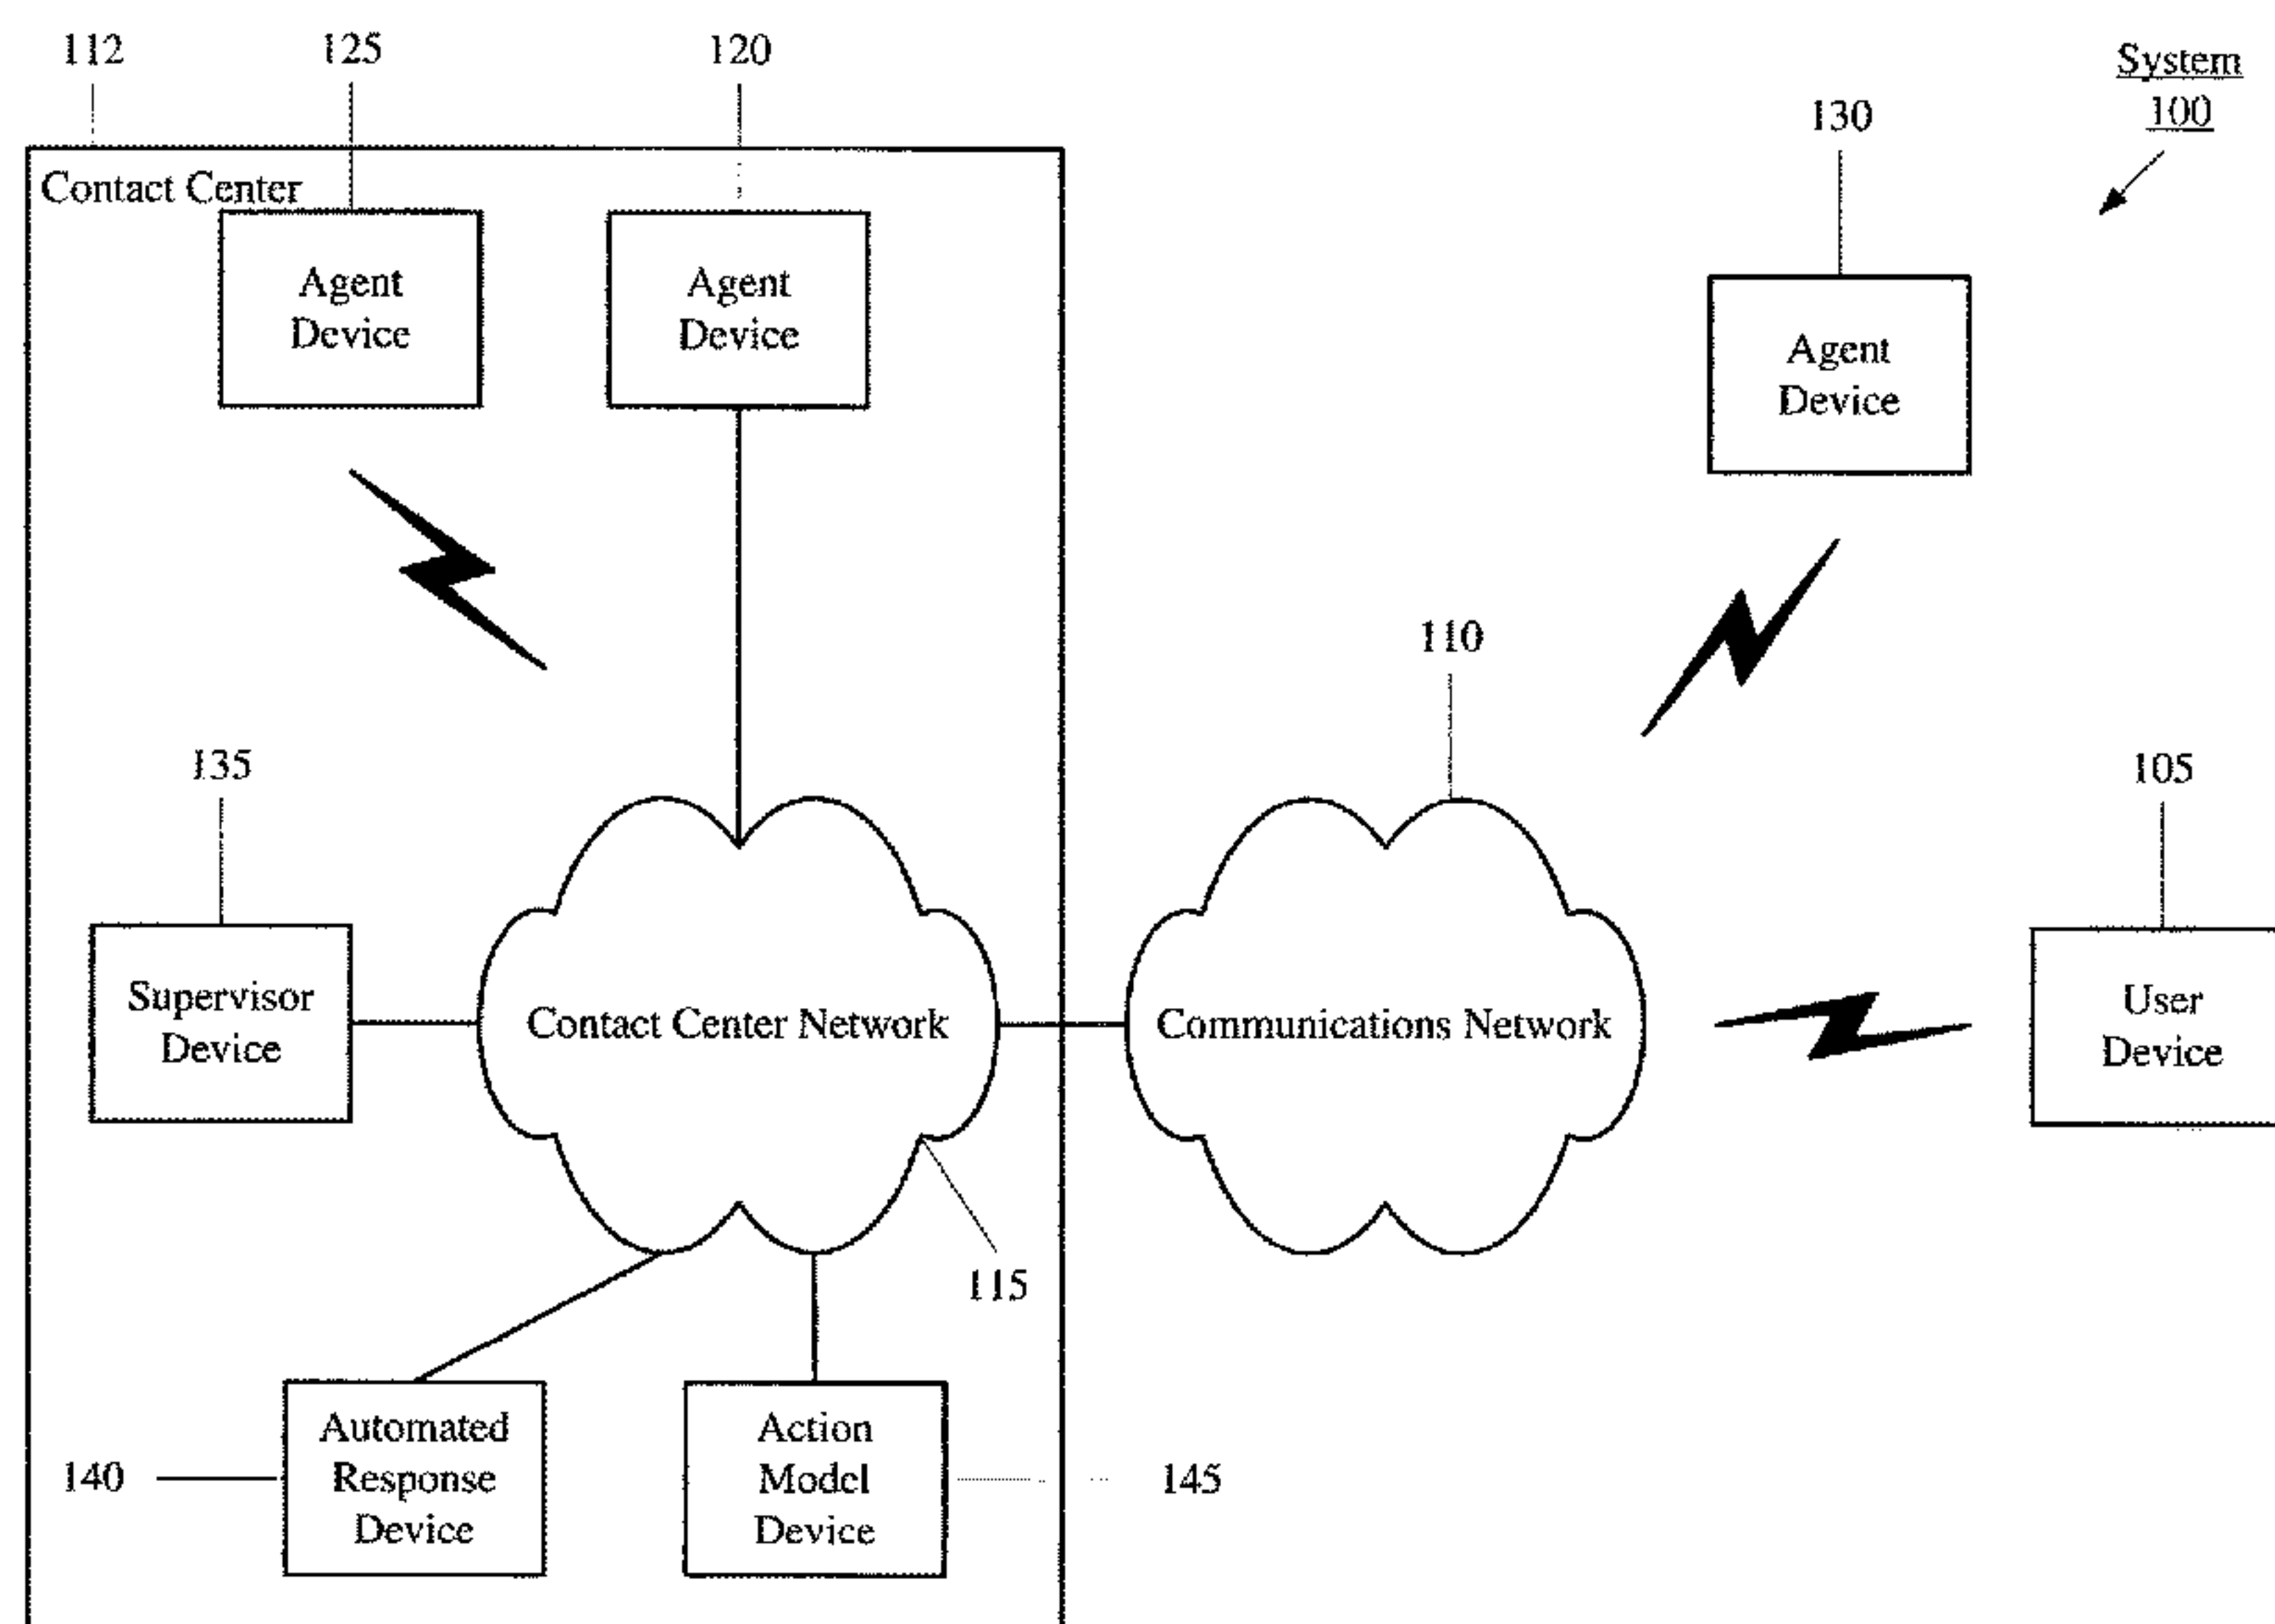 112
125
120
System
100
130
Contact Center
Agent
Device
Agent
Device
Agent
Device
110
135
105
Supervisor
Device
Contact Center Network
Communications Network
User
Device
115
Automated
Response
Device
Action
Model
Device
140
145